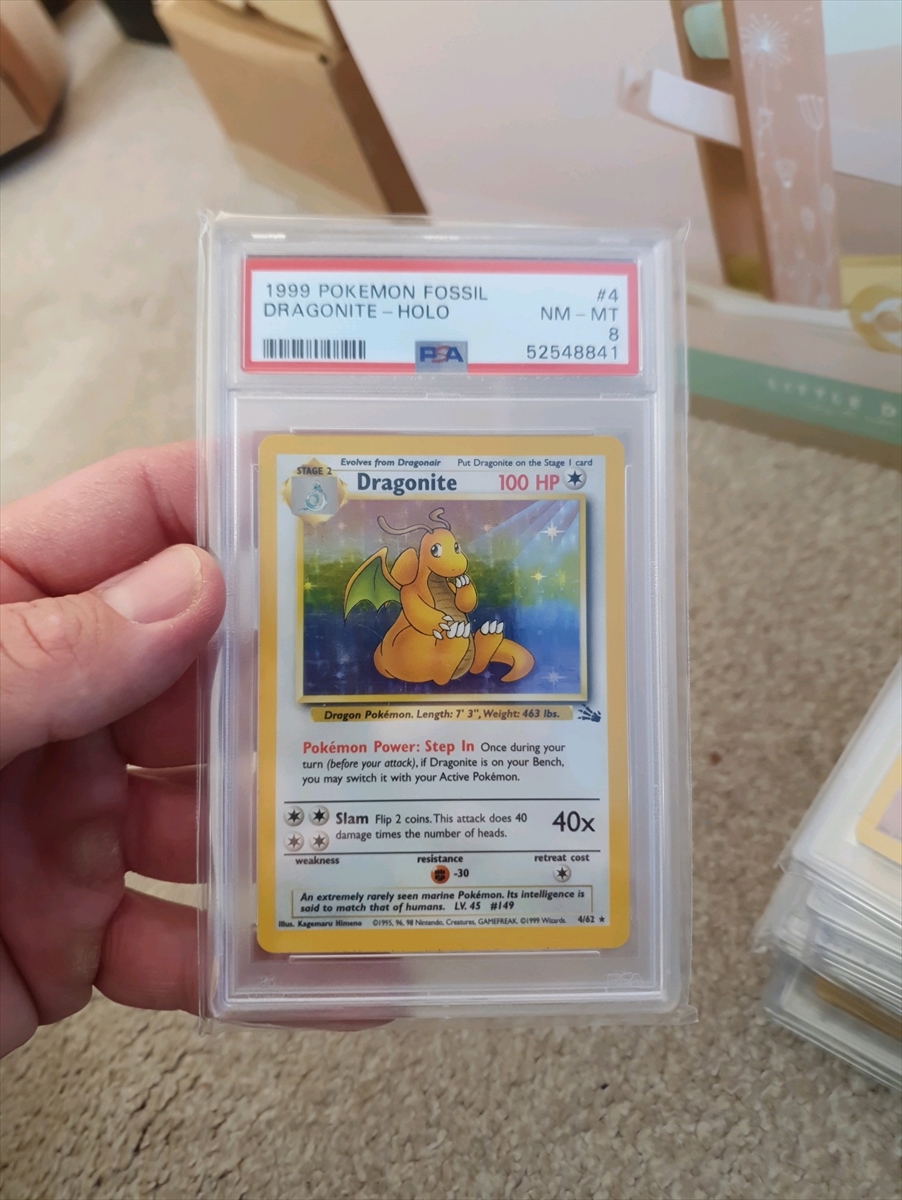 1999 POKEMON FOSSIL #4
DRAGONITE – HOLO NM – MT
8
PSA 52548841
Evolves from Dragonair Put Dragonite on the Stage 1 card
STAGE 2
Dragonite 100 HP
Dragon Pokémon. Length: 7' 3", Weight: 463 lbs.
Pokémon Power: Step In Once during your
turn (before your attack), if Dragonite is on your Bench,
you may switch it with your Active Pokémon.
Slam Flip 2 coins. This attack does 40
damage times the number of heads.
40x
weakness resistance retreat cost
-30
An extremely rarely seen marine Pokémon. Its intelligence is
said to match that of humans. LV. 45 #149
Illus. Kagemaru Himeno ©1995, 96, 98 Nintendo, Creatures, GAMEFREAK. ©1999 Wizards. 4/62 ★
LITTLE D